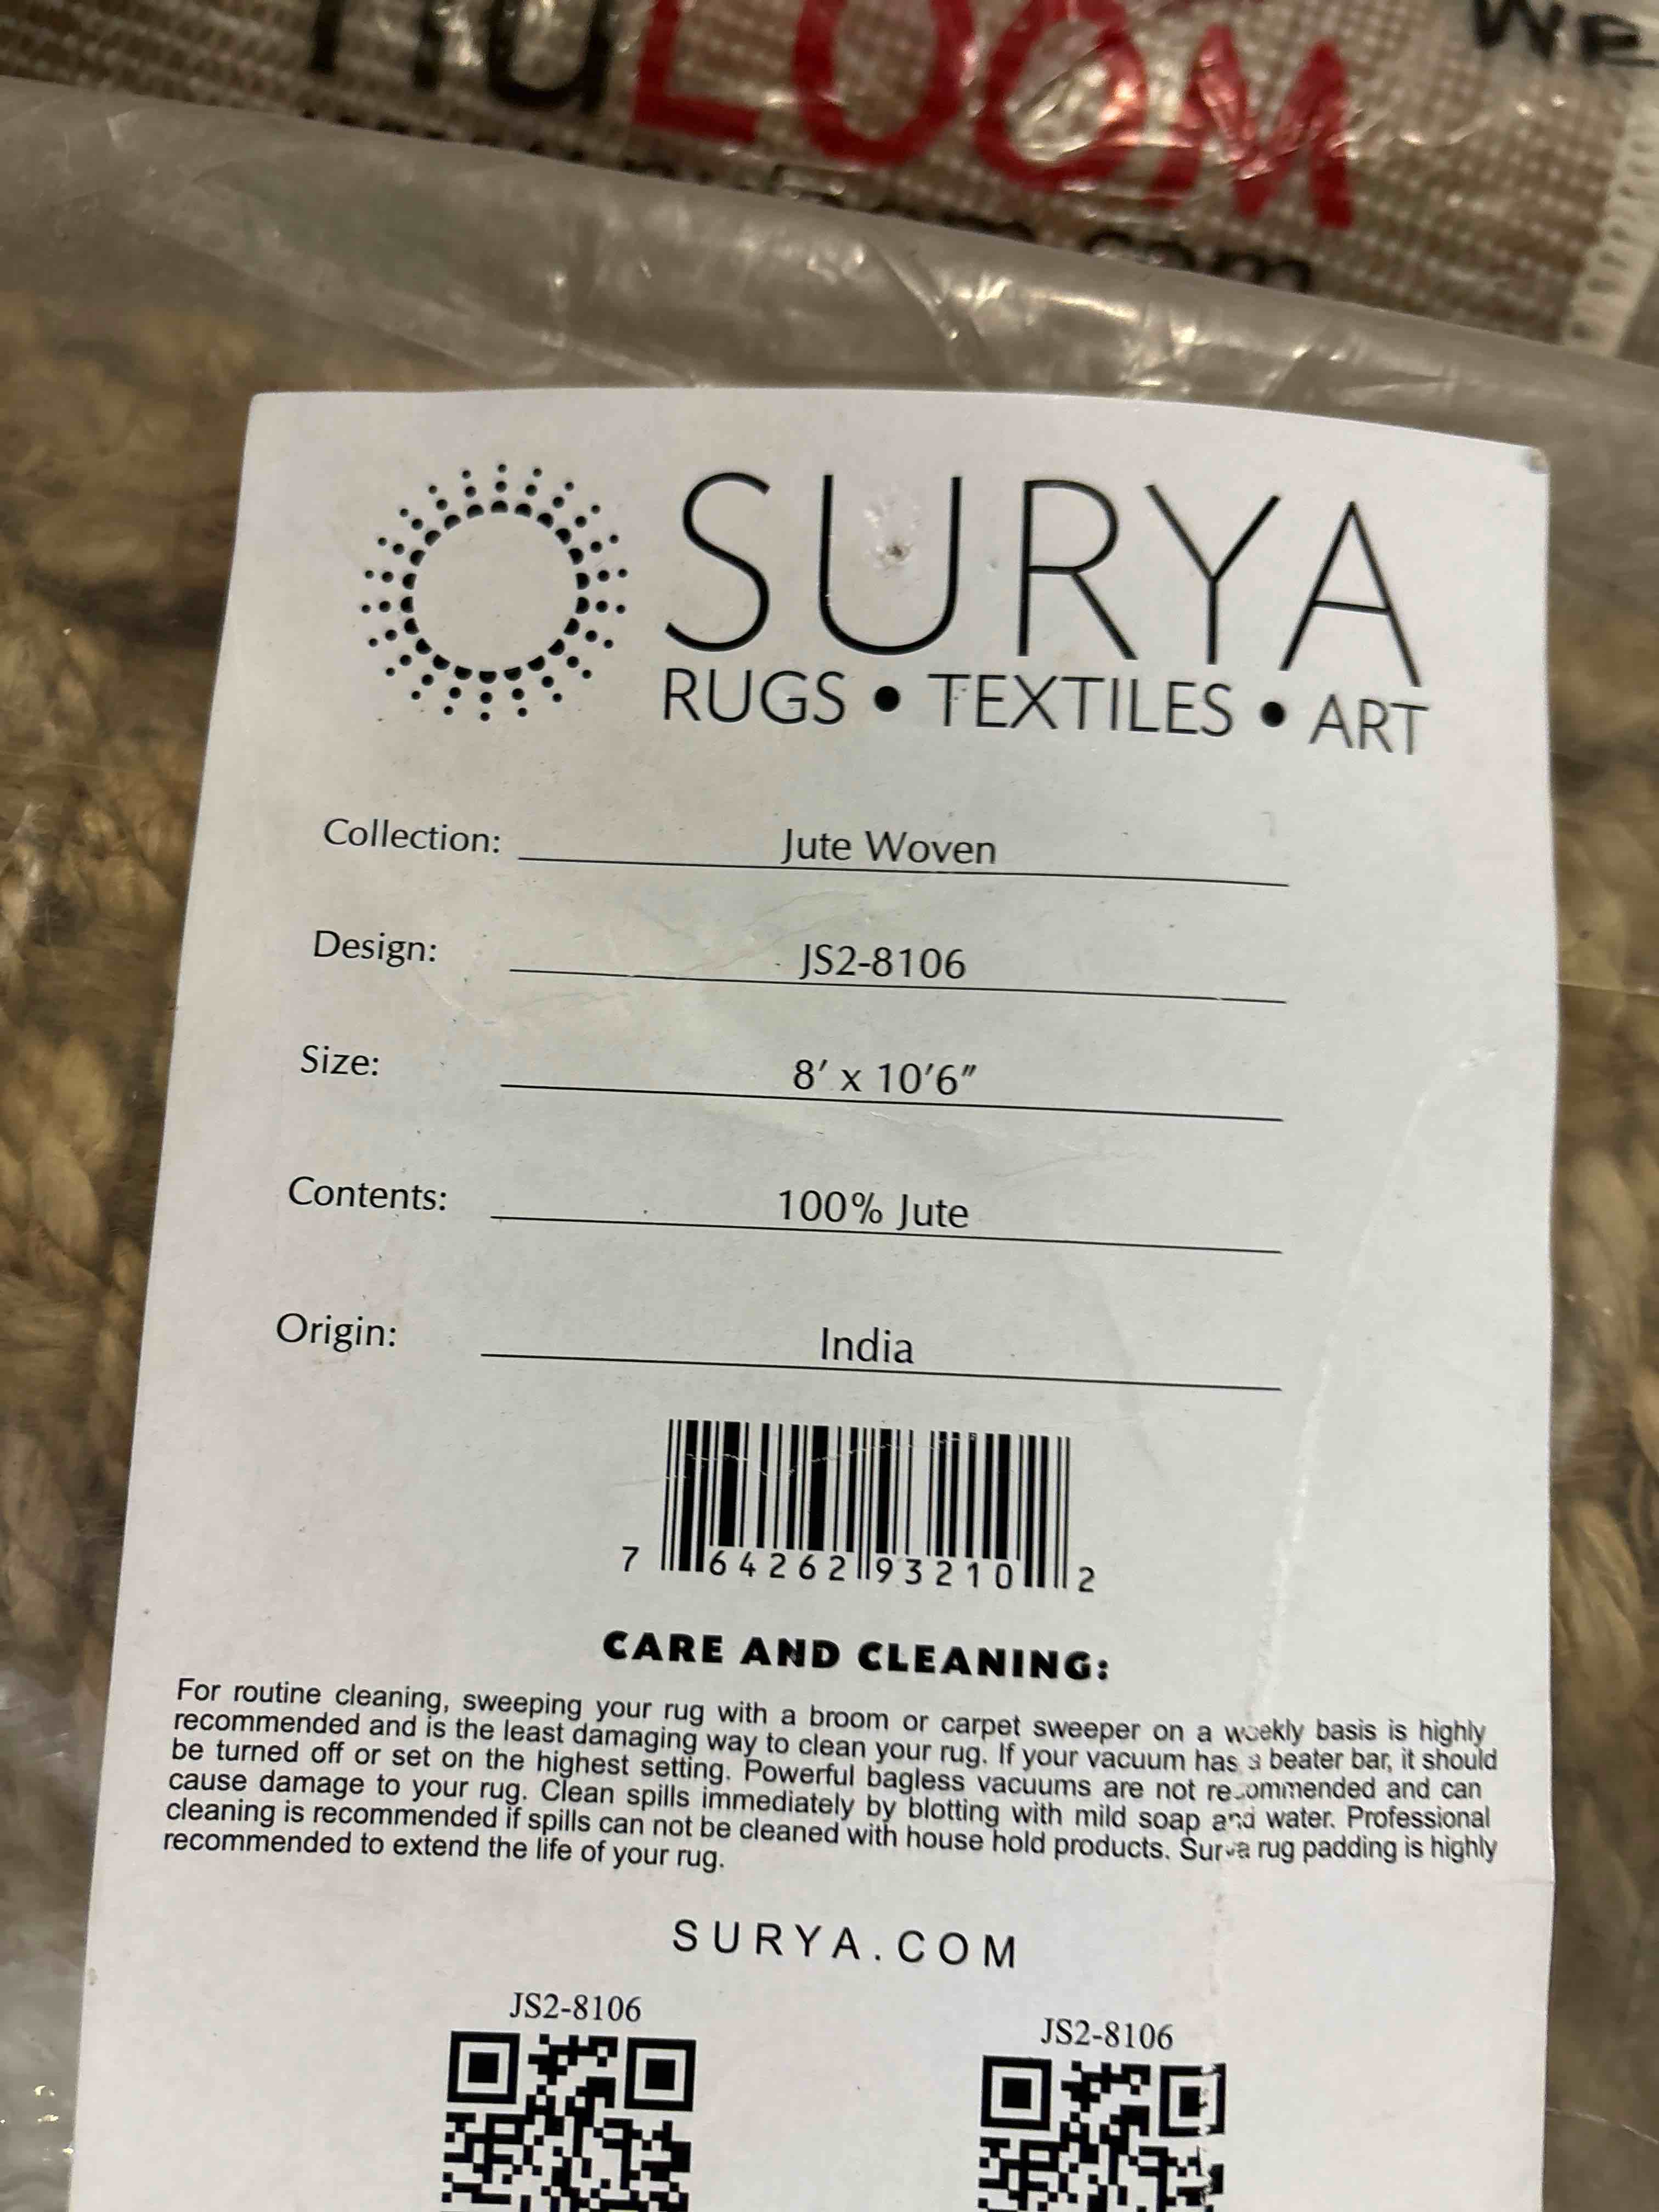 nuLOOM
WE
SURYA
RUGS • TEXTILES • ART
Collection: Jute Woven
Design: JS2-8106
Size: 8' x 10'6"
Contents: 100% Jute
Origin: India
7 64262 93210 2
CARE AND CLEANING:
For routine cleaning, sweeping your rug with a broom or carpet sweeper on a weekly basis is highly
recommended and is the least damaging way to clean your rug. If your vacuum has a beater bar, it should
be turned off or set on the highest setting. Powerful bagless vacuums are not recommended and can
cause damage to your rug. Clean spills immediately by blotting with mild soap and water. Professional
cleaning is recommended if spills can not be cleaned with house hold products. Surya rug padding is highly
recommended to extend the life of your rug.
SURYA.COM
JS2-8106
JS2-8106